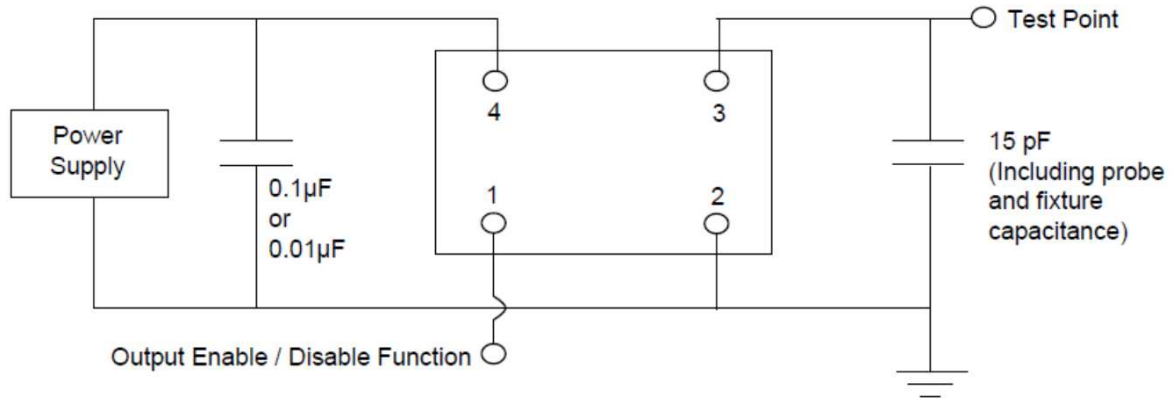 Test Point
4
3
Power
Supply
15 pF
(Including probe
and fixture
capacitance)
0.1µF
or
0.01µF
1
2
Output Enable / Disable Function